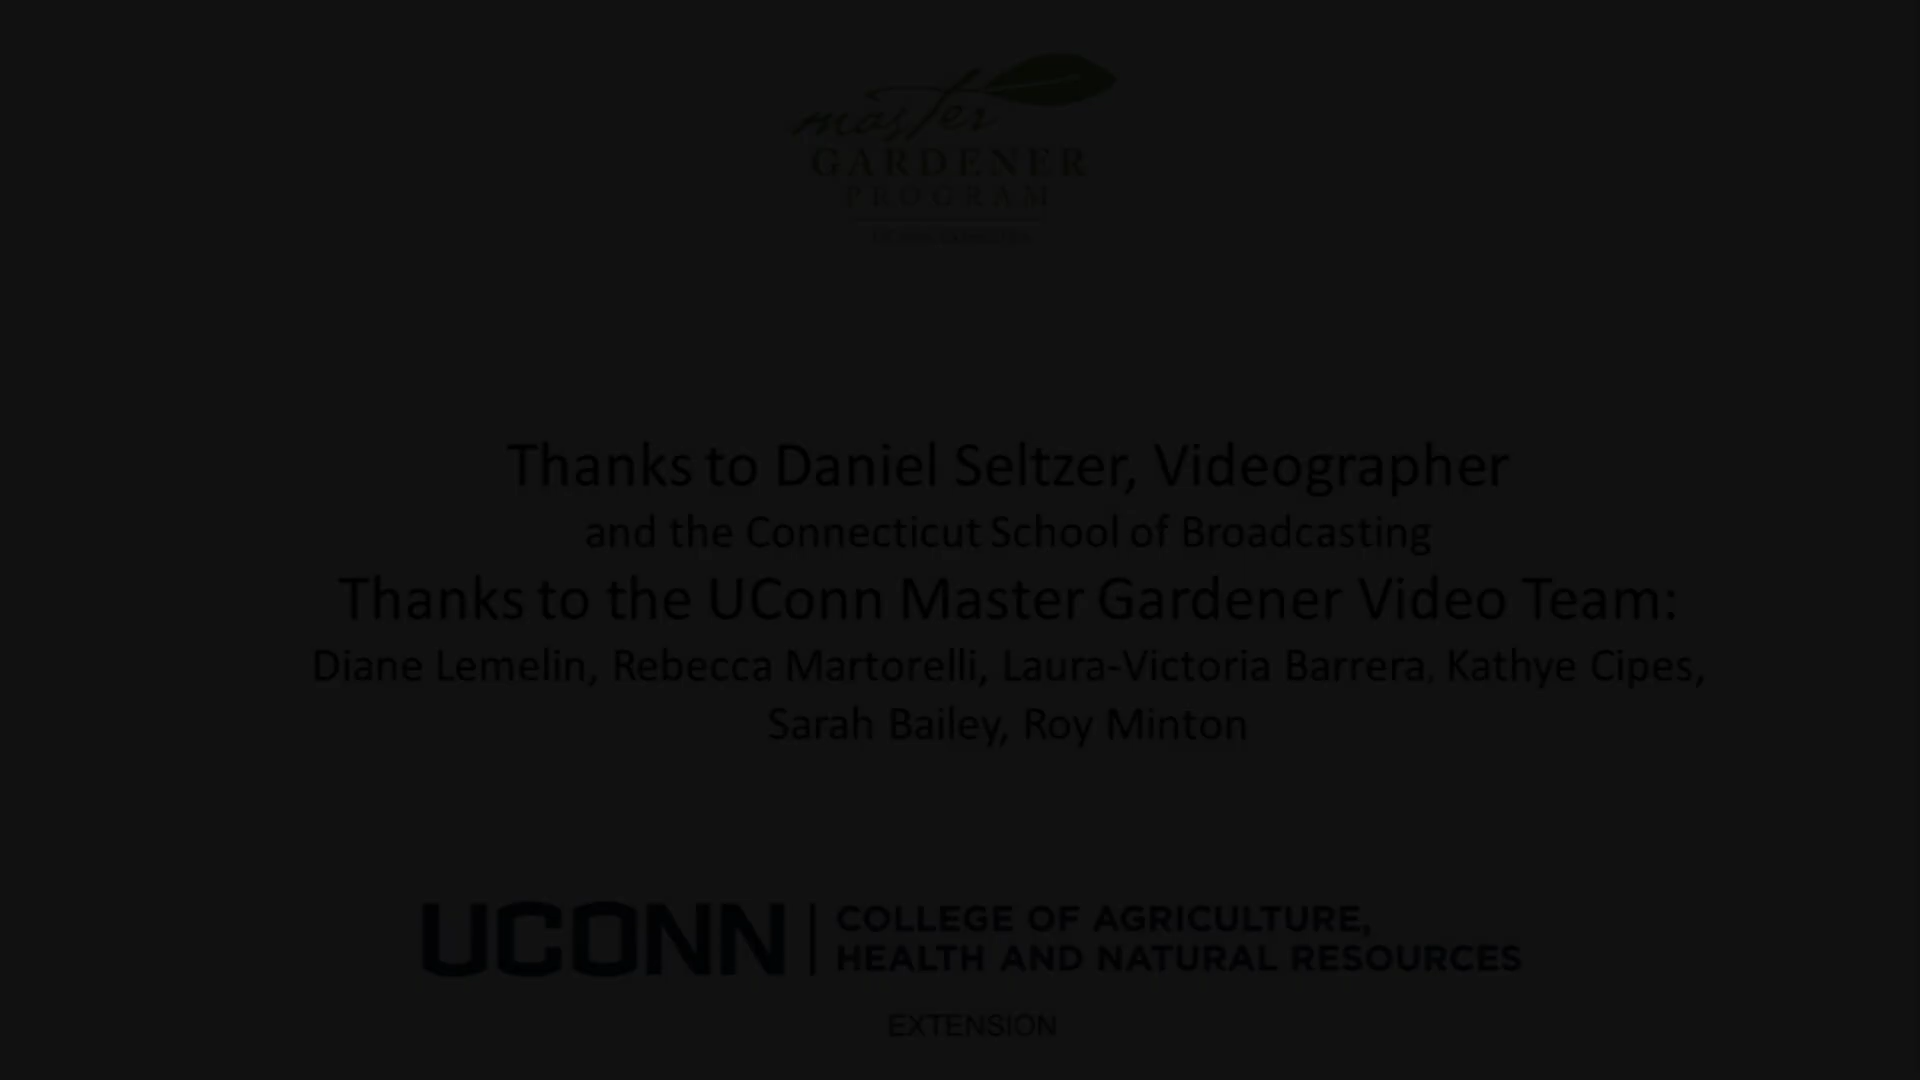 master
GARDENER
PROGRAM
Thanks to Daniel Seltzer, Videographer
and the Connecticut School of Broadcasting
Thanks to the UConn Master Gardener Video Team:
Diane Lemelin, Rebecca Martorelli, Laura-Victoria Barrera, Kathye Cipes,
Sarah Bailey, Roy Minton
UCONN
COLLEGE OF AGRICULTURE,
HEALTH AND NATURAL RESOURCES
EXTENSION